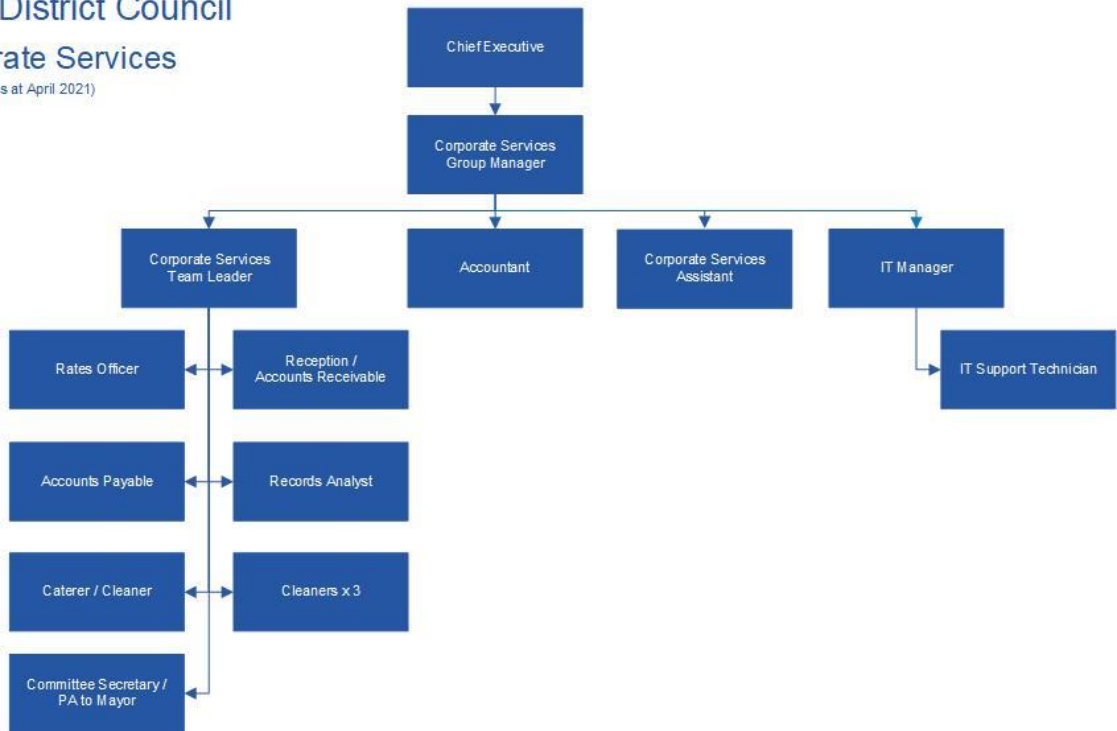 District Council
rate Services
s at April 2021)
Chief Executive
Corporate Services
Group Manager
Corporate Services
Team Leader
Accountant
Corporate Services
Assistant
IT Manager
Rates Officer
Reception /
Accounts Receivable
IT Support Technician
Accounts Payable
Records Analyst
Caterer / Cleaner
Cleaners x 3
Committee Secretary /
PA to Mayor